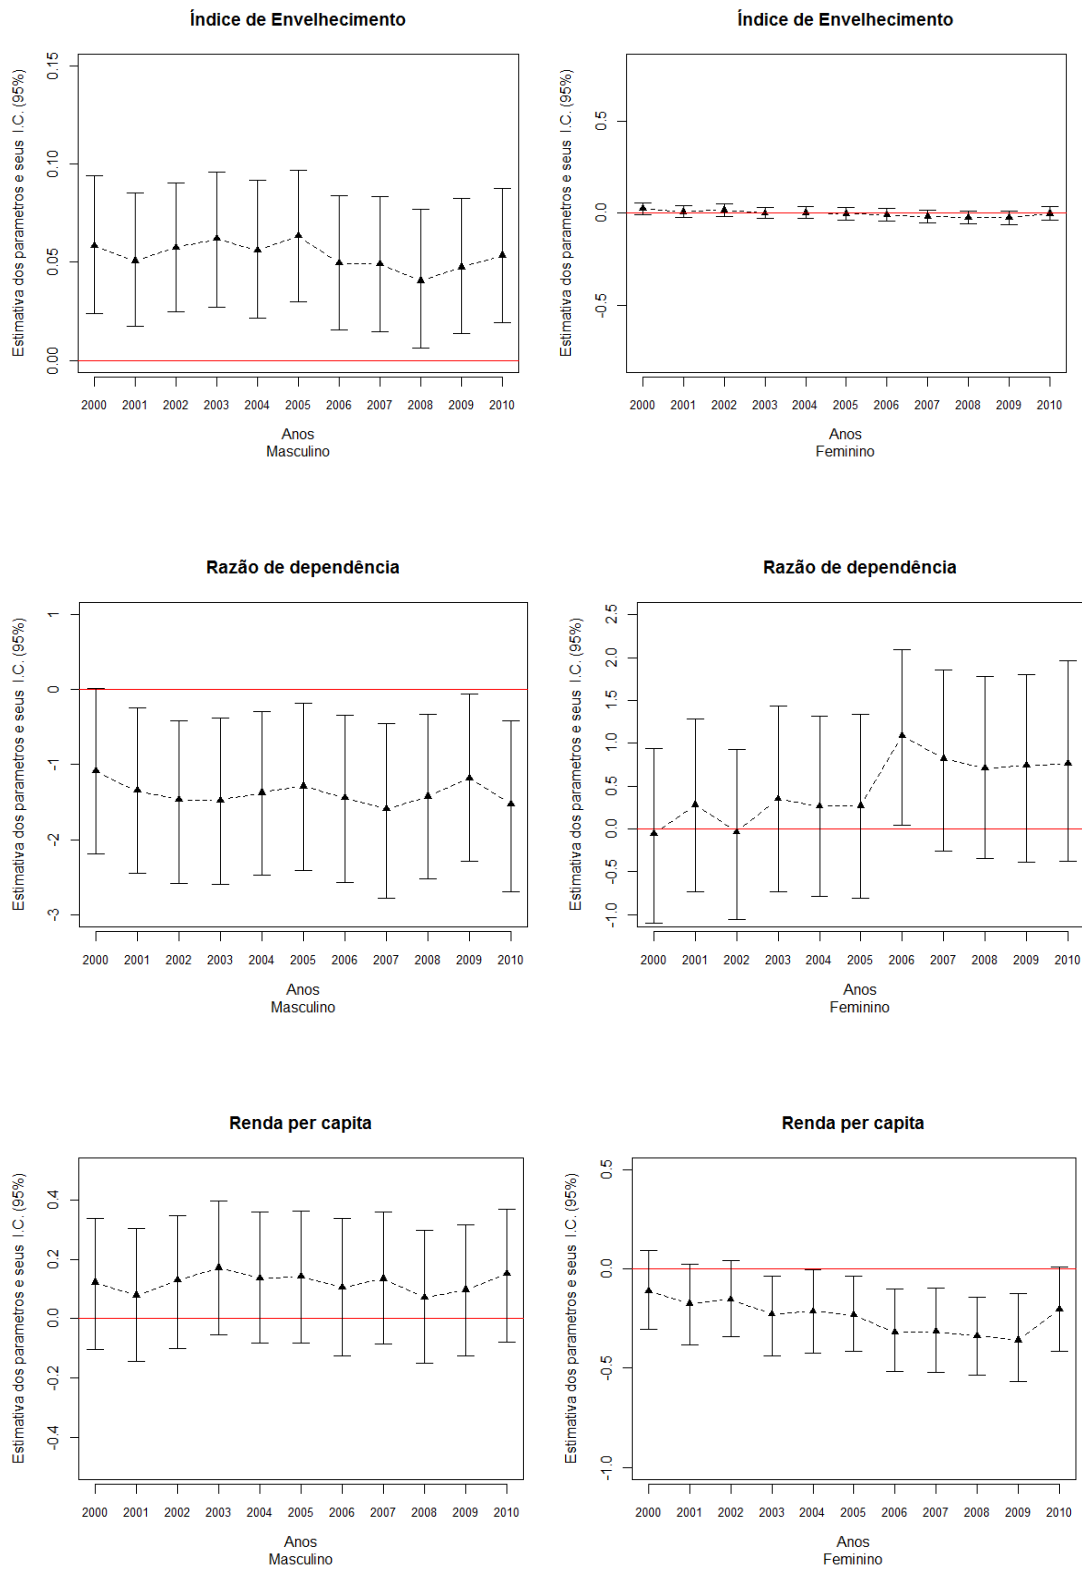 Índice de Envelhecimento
Estimativa dos parametros e seus I.C. (95%)
0.15
0.10
0.05
0.00
2000 2001 2002 2003 2004 2005 2006 2007 2008 2009 2010
Anos
Masculino
Índice de Envelhecimento
Estimativa dos parametros e seus I.C. (95%)
0.5
0.0
-0.5
2000 2001 2002 2003 2004 2005 2006 2007 2008 2009 2010
Anos
Feminino
Razão de dependência
Estimativa dos parametros e seus I.C. (95%)
1
0
-1
-2
-3
2000 2001 2002 2003 2004 2005 2006 2007 2008 2009 2010
Anos
Masculino
Razão de dependência
Estimativa dos parametros e seus I.C. (95%)
2.5
2.0
1.5
1.0
0.5
0.0
-0.5
-1.0
2000 2001 2002 2003 2004 2005 2006 2007 2008 2009 2010
Anos
Feminino
Renda per capita
Estimativa dos parametros e seus I.C. (95%)
0.4
0.2
0.0
-0.2
-0.4
2000 2001 2002 2003 2004 2005 2006 2007 2008 2009 2010
Anos
Masculino
Renda per capita
Estimativa dos parametros e seus I.C. (95%)
0.5
0.0
-0.5
-1.0
2000 2001 2002 2003 2004 2005 2006 2007 2008 2009 2010
Anos
Feminino